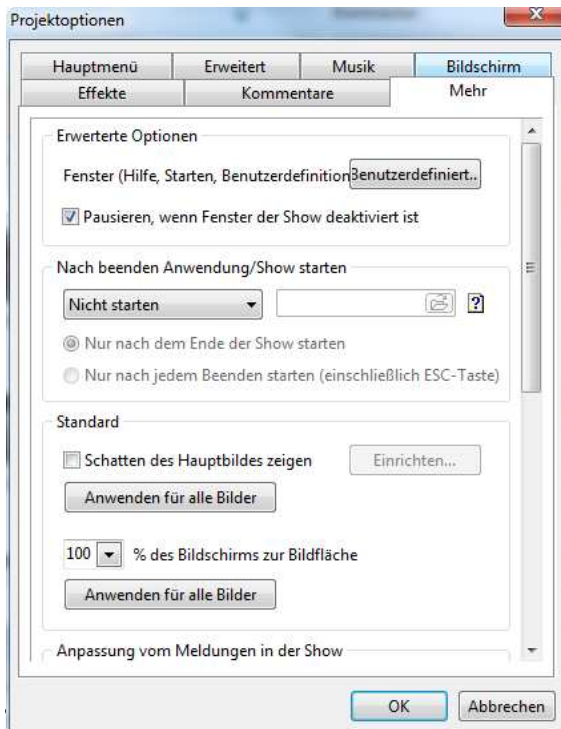 Projektoptionen
Hauptmenü Erweitert Musik Bildschirm
Effekte Kommentare Mehr
Erwerterte Optionen
Fenster (Hilfe, Starten, Benutzerdefinition Benutzerdefiniert..
Pausieren, wenn Fenster der Show deaktiviert ist
Nach beenden Anwendung/Show starten
Nicht starten ?
Nur nach dem Ende der Show starten
Nur nach jedem Beenden starten (einschließlich ESC-Taste)
Standard
Schatten des Hauptbildes zeigen Einrichten...
Anwenden für alle Bilder
100 % des Bildschirms zur Bildfläche
Anwenden für alle Bilder
Anpassung vom Meldungen in der Show
OK Abbrechen